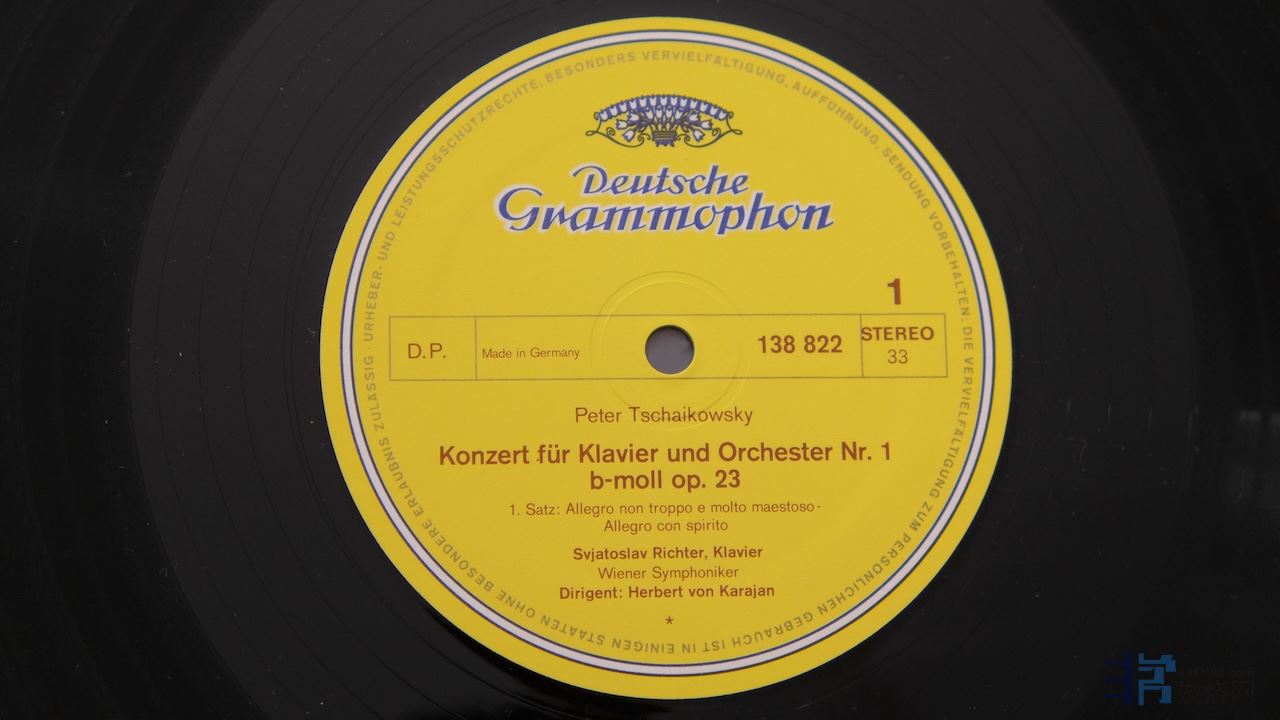 URHEBER- UND LEISTUNGSSCHUTZRECHTE, BESONDERS VERVIELFÄLTIGUNG, AUFFÜHRUNG, SENDUNG VORBEHALTEN: DIE VERVIELFÄLTIGUNG ZUM PERSÖNLICHEN GEBRAUCH IST IN EINIGEN STAATEN OHNE BESONDERE ERLAUBNIS ZULÄSSIG ·
Deutsche
Grammophon
1
D.P.
Made in Germany
138 822
STEREO
33
Peter Tschaikowsky
Konzert für Klavier und Orchester Nr. 1
b-moll op. 23
1. Satz: Allegro non troppo e molto maestoso -
Allegro con spirito
Svjatoslav Richter, Klavier
Wiener Symphoniker
Dirigent: Herbert von Karajan
*